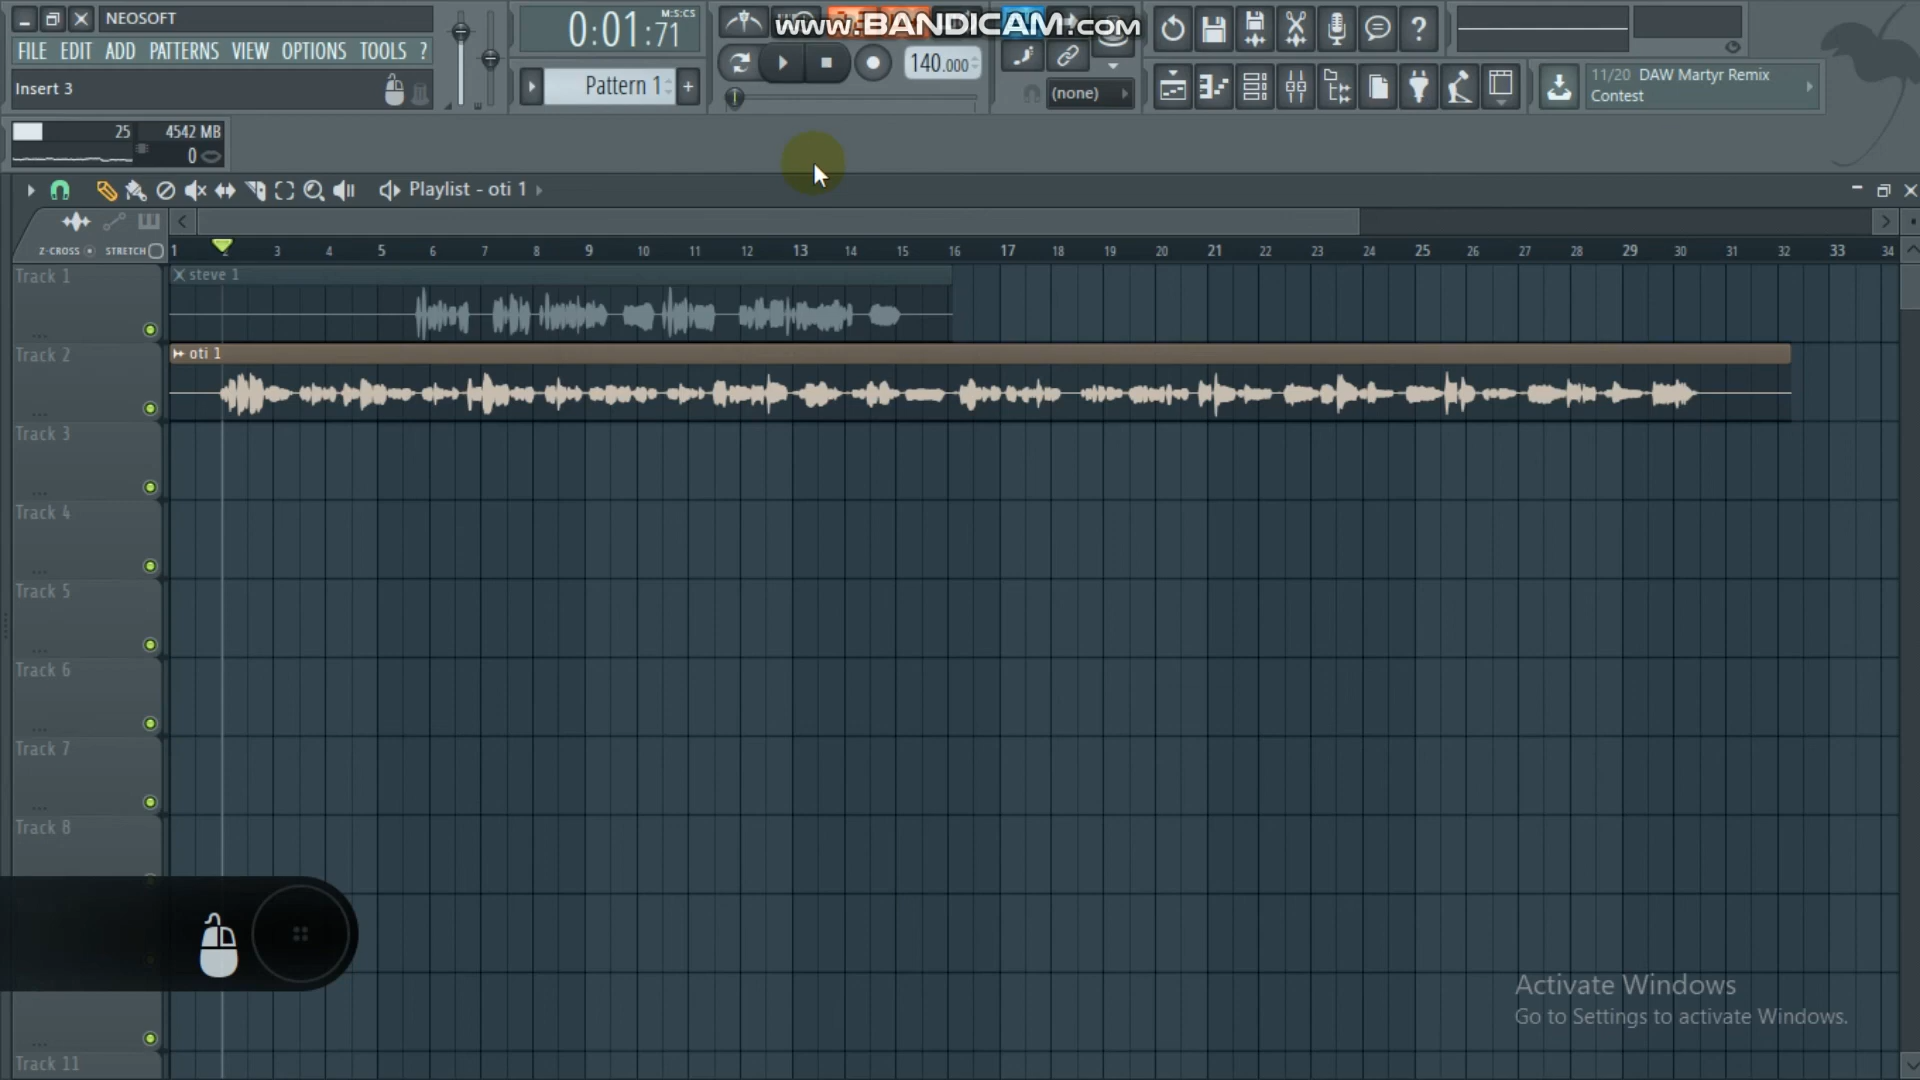 NEOSOFT
FILE EDIT ADD PATTERNS VIEW OPTIONS TOOLS ?
Insert 3
0:01:71
M:S:CS
Pattern 1
+
www.BANDICAM.com
140.000
(none)
?
11/20 DAW Martyr Remix
Contest
25 4542 MB
0
Playlist - oti 1
Z-CROSS STRETCH
1 2 3 4 5 6 7 8 9 10 11 12 13 14 15 16 17 18 19 20 21 22 23 24 25 26 27 28 29 30 31 32 33 34
Track 1
steve 1
Track 2
oti 1
Track 3
Track 4
Track 5
Track 6
Track 7
Track 8
Track 11
Activate Windows
Go to Settings to activate Windows.